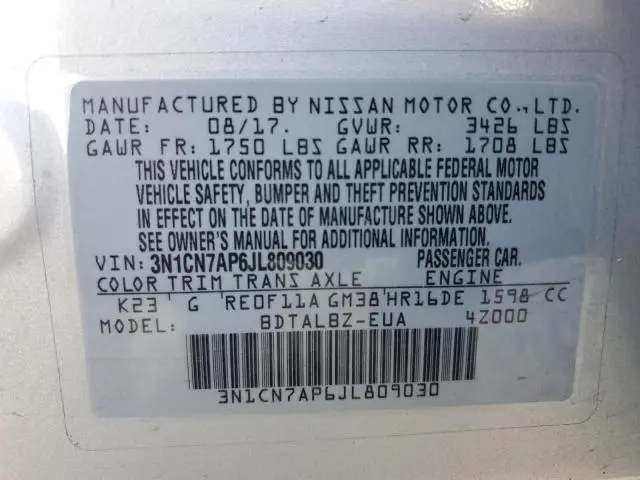 MANUFACTURED BY NISSAN MOTOR CO.,LTD.
DATE: 08/17. GVWR: 3426 LBS
GAWR FR: 1750 LBS GAWR RR: 1708 LBS
THIS VEHICLE CONFORMS TO ALL APPLICABLE FEDERAL MOTOR
VEHICLE SAFETY, BUMPER AND THEFT PREVENTION STANDARDS
IN EFFECT ON THE DATE OF MANUFACTURE SHOWN ABOVE.
SEE OWNER'S MANUAL FOR ADDITIONAL INFORMATION.
VIN: 3N1CN7AP6JL809030 PASSENGER CAR.
COLOR TRIM TRANS AXLE ENGINE
K23 G RE0F11A GM38 HR16DE 1598 CC
MODEL: BDTALBZ-EUA 4Z000
3N1CN7AP6JL809030